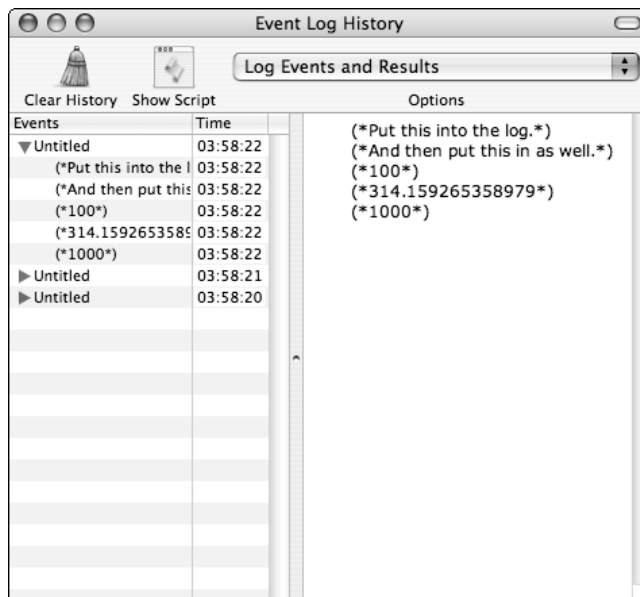 Event Log History
Log Events and Results
Clear History Show Script Options
Events Time
Untitled 03:58:22
(*Put this into the l 03:58:22
(*And then put this 03:58:22
(*100*) 03:58:22
(*314.1592653589 03:58:22
(*1000*) 03:58:22
Untitled 03:58:21
Untitled 03:58:20
(*Put this into the log.*)
(*And then put this in as well.*)
(*100*)
(*314.159265358979*)
(*1000*)